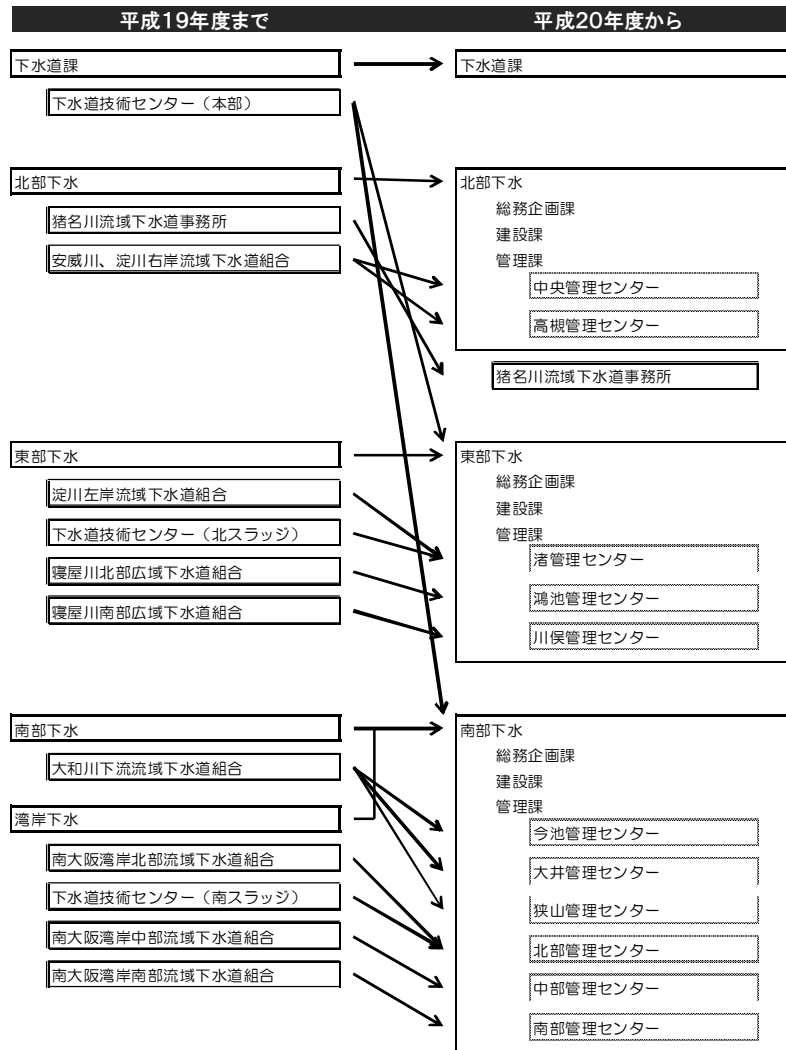 平成19年度まで
下水道課
下水道技術センター（本部）
北部下水
猪名川流域下水道事務所
安威川、淀川右岸流域下水道組合
東部下水
淀川左岸流域下水道組合
下水道技術センター（北スラッジ）
寝屋川北部広域下水道組合
寝屋川南部広域下水道組合
南部下水
大和川下流流域下水道組合
湾岸下水
南大阪湾岸北部流域下水道組合
下水道技術センター（南スラッジ）
南大阪湾岸中部流域下水道組合
南大阪湾岸南部流域下水道組合
平成20年度から
下水道課
北部下水
総務企画課
建設課
管理課
中央管理センター
高槻管理センター
猪名川流域下水道事務所
東部下水
総務企画課
建設課
管理課
渚管理センター
鴻池管理センター
川俣管理センター
南部下水
総務企画課
建設課
管理課
今池管理センター
大井管理センター
狭山管理センター
北部管理センター
中部管理センター
南部管理センター